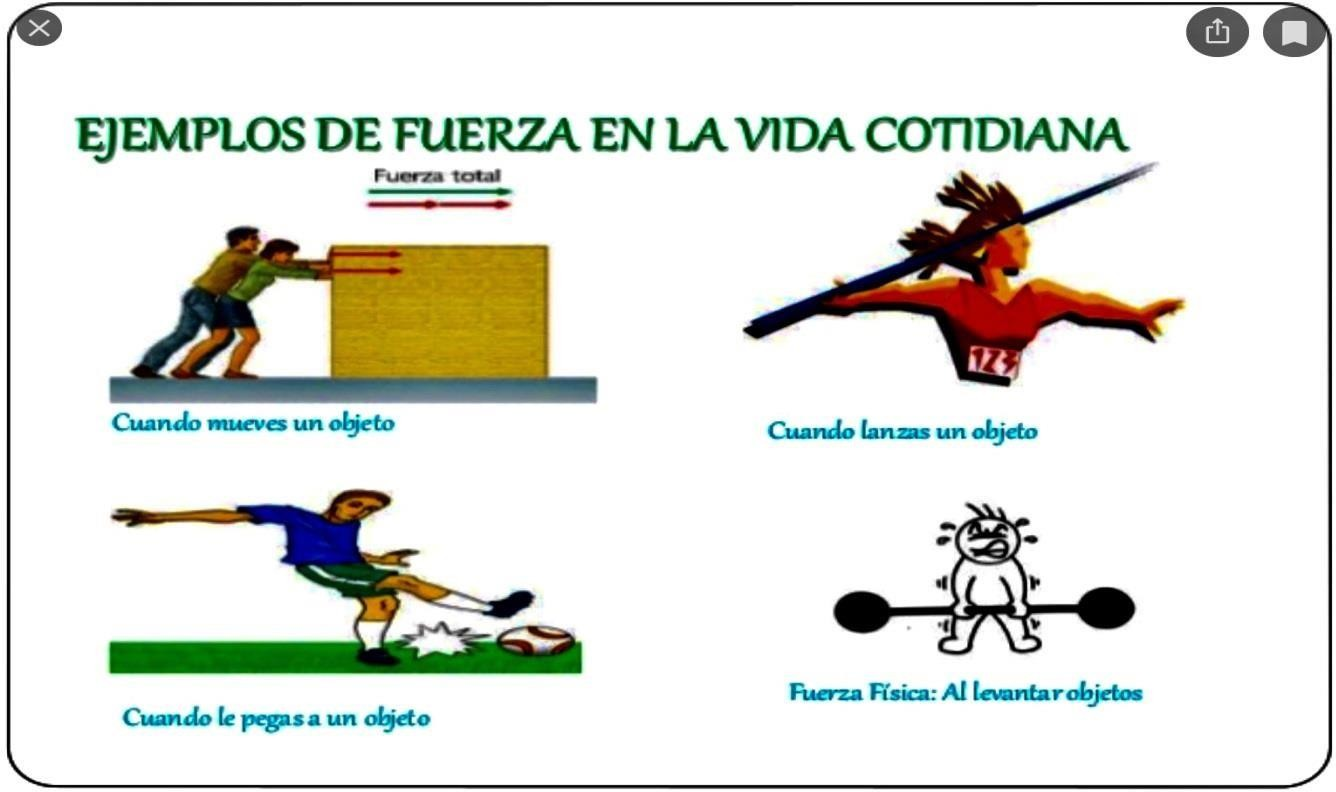 EJEMPLOS DE FUERZA EN LA VIDA COTIDIANA
Fuerza total
Cuando mueves un objeto
123
Cuando lanzas un objeto
Cuando le pegas a un objeto
Fuerza Física: Al levantar objetos